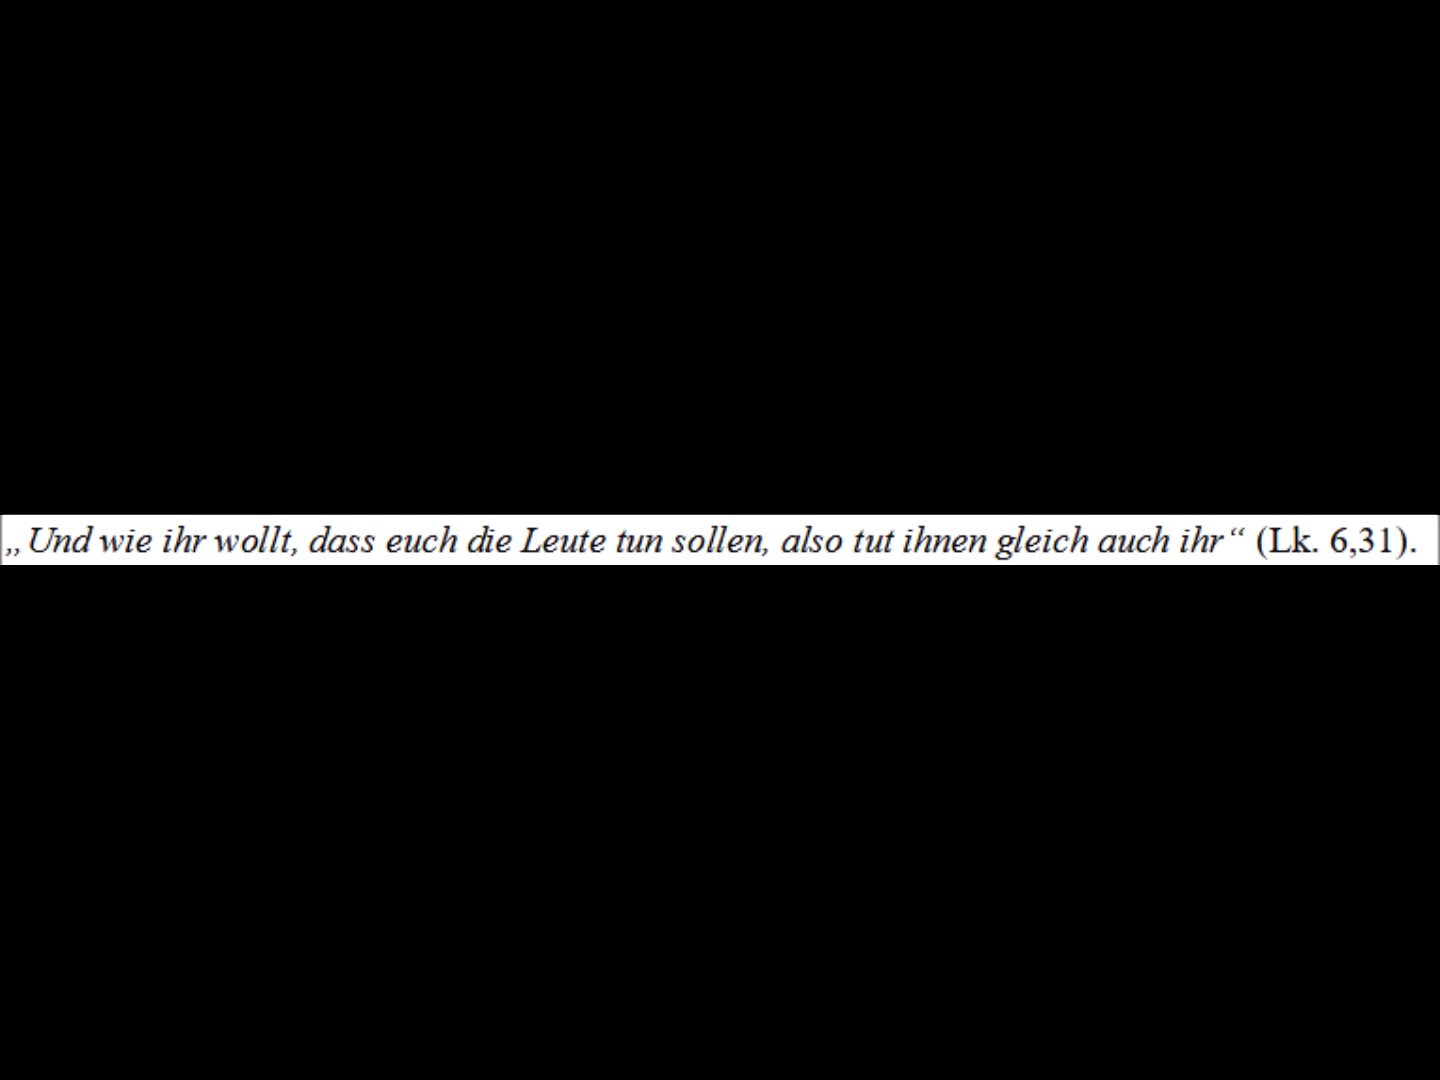 „Und wie ihr wollt, dass euch die Leute tun sollen, also tut ihnen gleich auch ihr“ (Lk. 6,31).